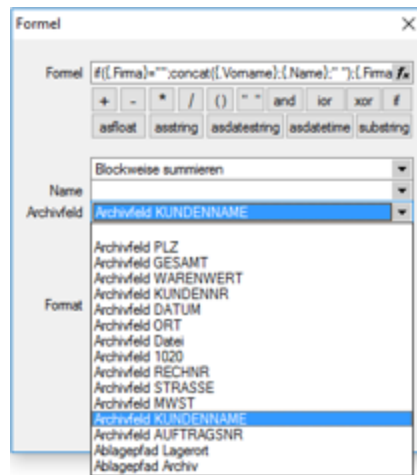 Formel
Formel if({.Firma}="";concat({.Vorname};{.Name};" ");{.Firma fx
+ - * / () " " and ior xor if
asfloat asstring asdatestring asdatetime substring
Blockweise summieren
Name
Archivfeld Archivfeld KUNDENNAME
Archivfeld PLZ
Archivfeld GESAMT
Archivfeld WARENWERT
Archivfeld KUNDENNR
Archivfeld DATUM
Format Archivfeld ORT
Archivfeld Datei
Archivfeld 1020
Archivfeld RECHNR
Archivfeld STRASSE
Archivfeld MWST
Archivfeld KUNDENNAME
Archivfeld AUFTRAGSNR
Ablagepfad Lagerort
Ablagepfad Archiv